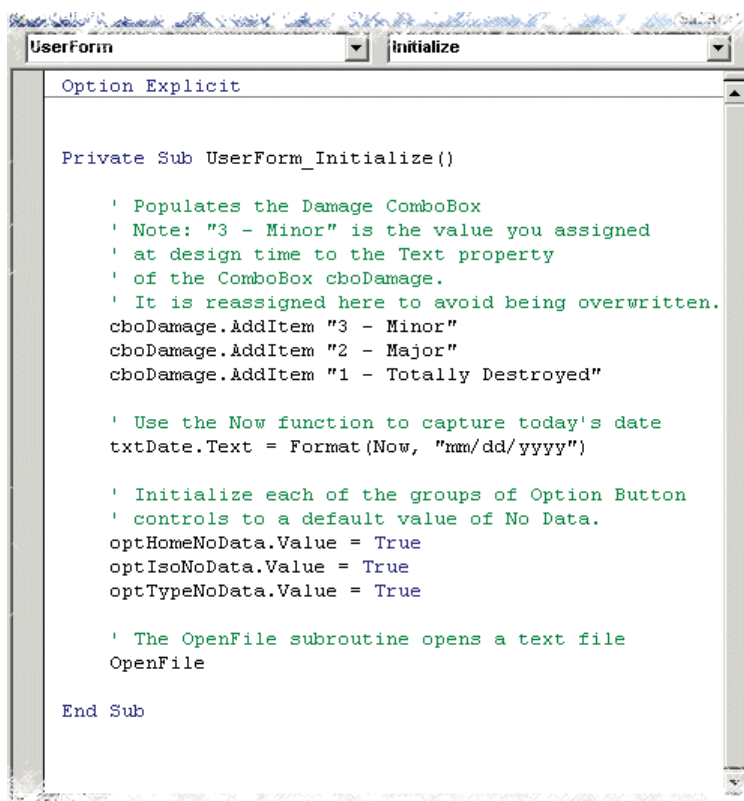 UserForm Initialize
Option Explicit
Private Sub UserForm_Initialize()
' Populates the Damage ComboBox
' Note: "3 - Minor" is the value you assigned
' at design time to the Text property
' of the ComboBox cboDamage.
' It is reassigned here to avoid being overwritten.
cboDamage.AddItem "3 - Minor"
cboDamage.AddItem "2 - Major"
cboDamage.AddItem "1 - Totally Destroyed"
' Use the Now function to capture today's date
txtDate.Text = Format(Now, "mm/dd/yyyy")
' Initialize each of the groups of Option Button
' controls to a default value of No Data.
optHomeNoData.Value = True
optIsoNoData.Value = True
optTypeNoData.Value = True
' The OpenFile subroutine opens a text file
OpenFile
End Sub